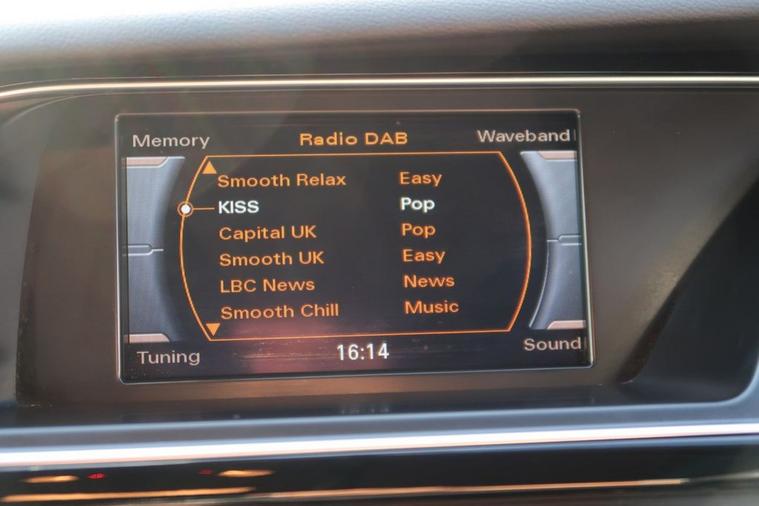 Memory Radio DAB Waveband
Smooth Relax Easy
KISS Pop
Capital UK Pop
Smooth UK Easy
LBC News News
Smooth Chill Music
Tuning 16:14 Sound